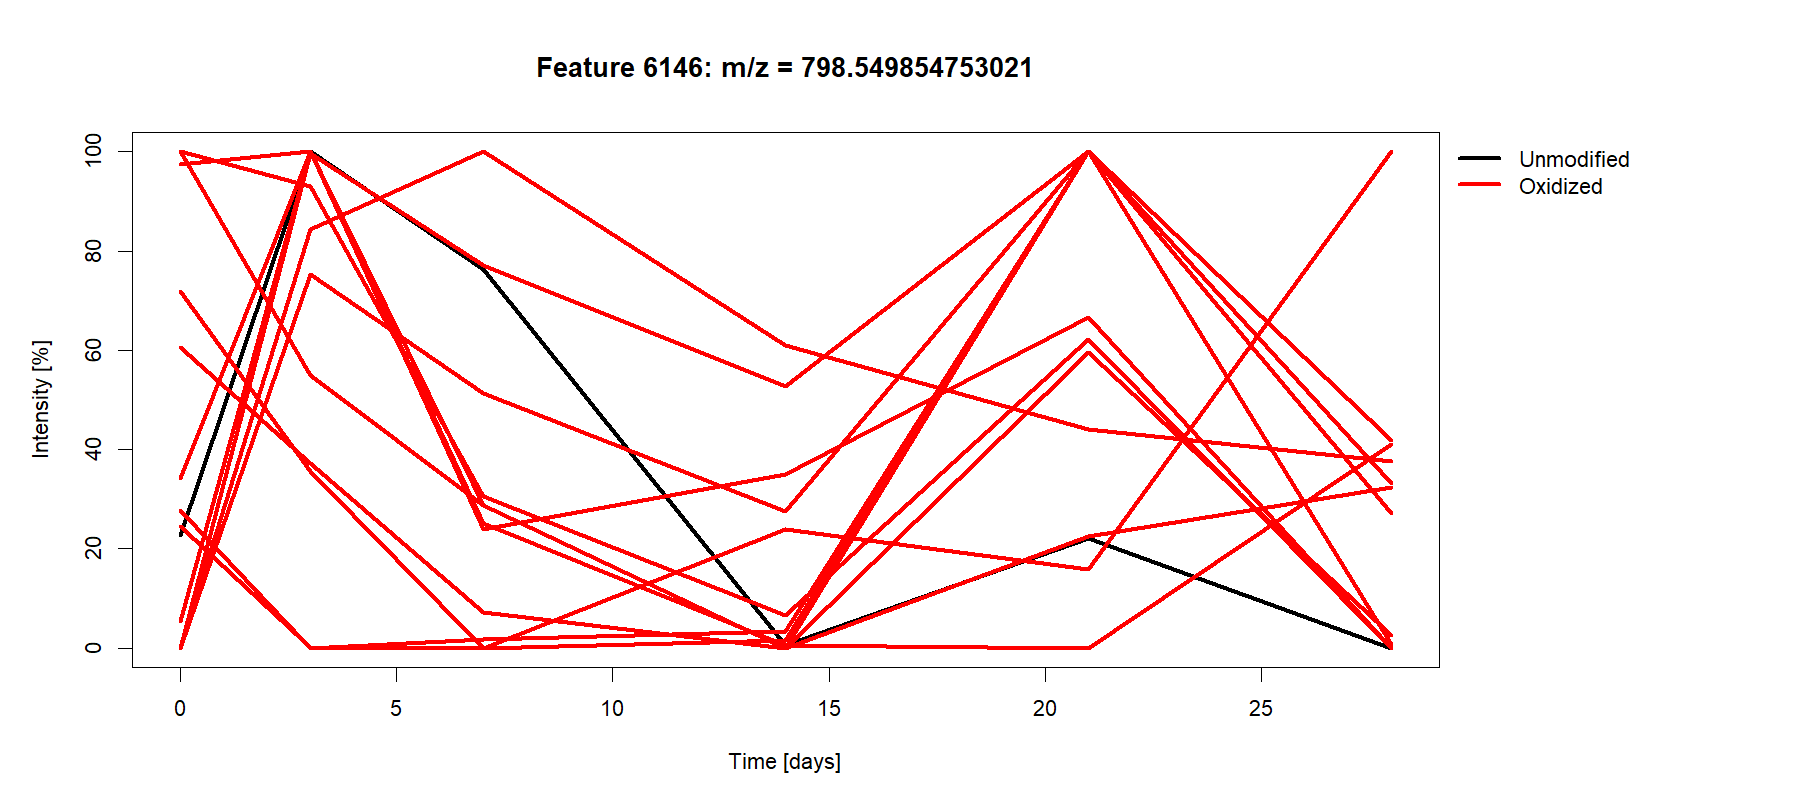 Feature 6146: m/z = 798.549854753021
Unmodified
Oxidized
Intensity [%]
100
80
60
40
20
0
0 5 10 15 20 25
Time [days]